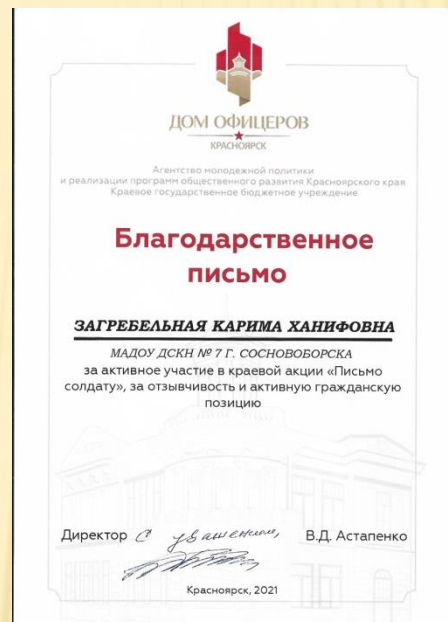 ДОМ ОФИЦЕРОВ
КРАСНОЯРСК
Агентство молодежной политики
и реализации программ общественного развития Красноярского края
Краевое государственное бюджетное учреждение
Благодарственное
письмо
ЗАГРЕБЕЛЬНАЯ КАРИМА ХАНИФОВНА
МАДОУ ДСКН № 7 Г. СОСНОВОБОРСКА
за активное участие в краевой акции «Письмо
солдату», за отзывчивость и активную гражданскую
позицию
Директор С уважением, В.Д. Астапенко
Красноярск, 2021